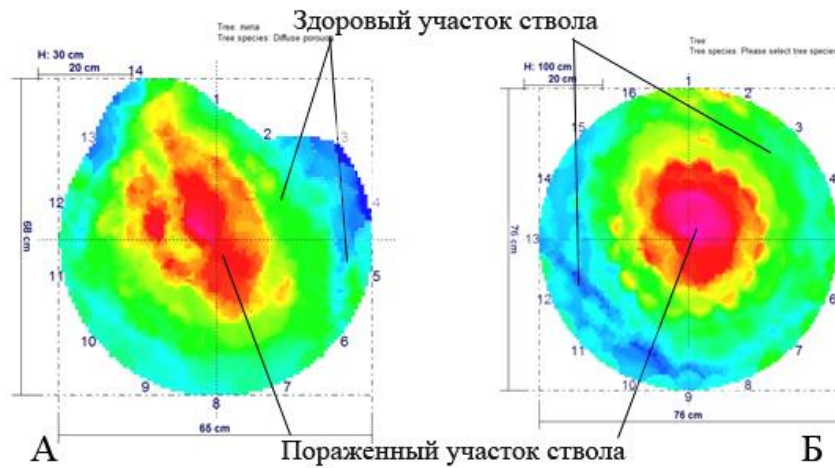 Здоровый участок ствола
Tree: липа
Tree species: Diffuse porous
H: 30 cm
20 cm
14
1
2
3
4
5
6
7
8
9
10
11
12
13
68 cm
65 cm
А
Tree
Tree species: Please select tree species
H: 100 cm
20 cm
1
2
3
4
6
7
8
9
10
11
12
13
14
15
16
76 cm
76 cm
Б
Пораженный участок ствола